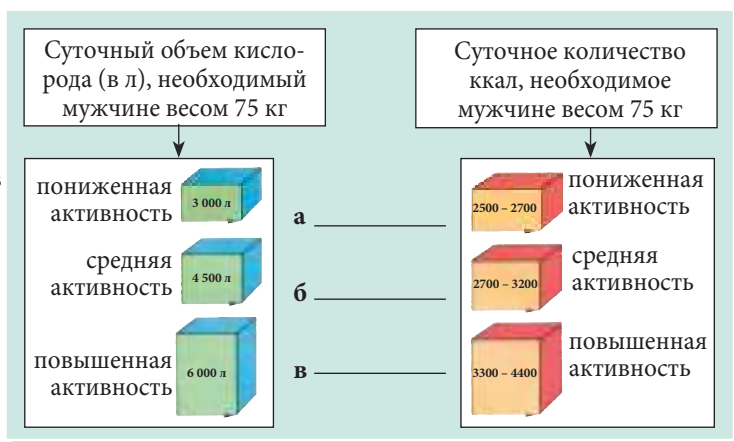 Суточный объем кисло-
рода (в л), необходимый
мужчине весом 75 кг
Суточное количество
ккал, необходимое
мужчине весом 75 кг
пониженная
активность
3 000 л
средняя
активность
4 500 л
повышенная
активность
6 000 л
а
б
в
2500 – 2700
пониженная
активность
2700 – 3200
средняя
активность
3300 – 4400
повышенная
активность